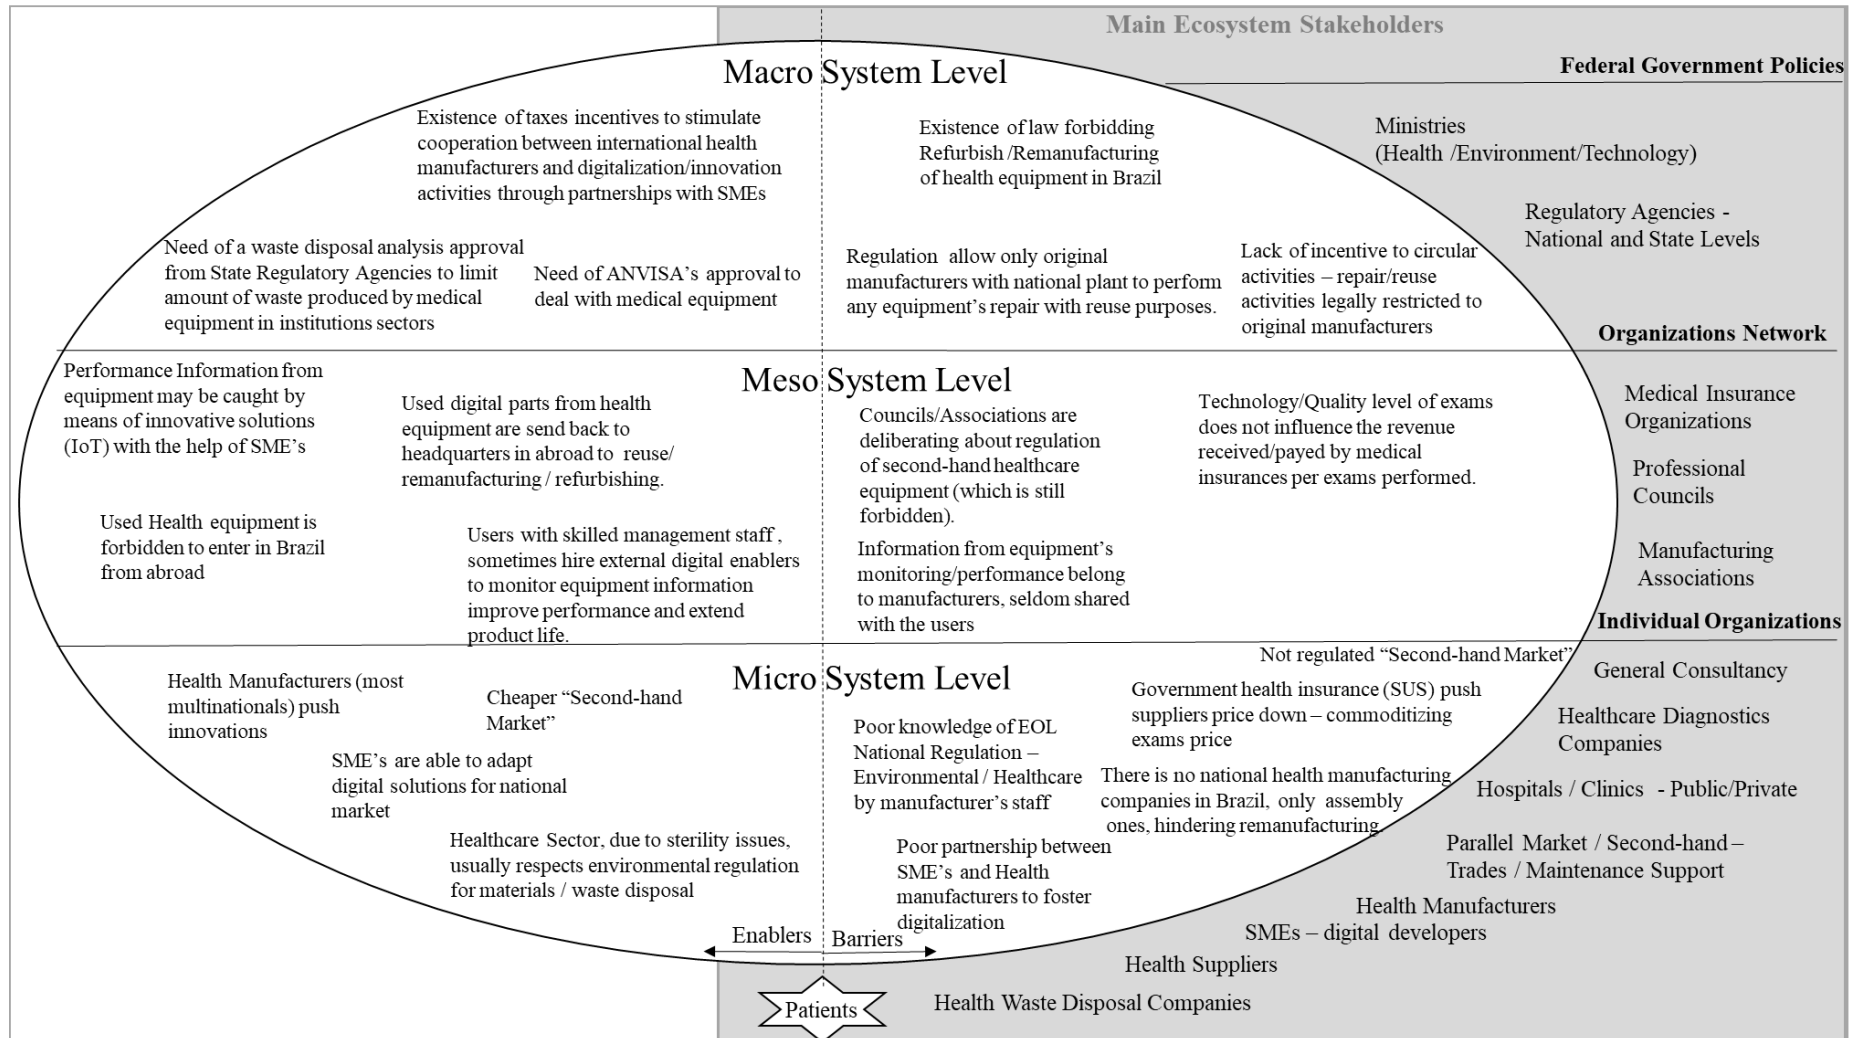 Main Ecosystem Stakeholders
Macro System Level
Federal Government Policies
Existence of taxes incentives to stimulate
cooperation between international health
manufacturers and digitalization/innovation
activities through partnerships with SMEs
Existence of law forbidding
Refurbish /Remanufacturing
of health equipment in Brazil
Ministries
(Health /Environment/Technology)
Regulatory Agencies -
National and State Levels
Need of a waste disposal analysis approval
from State Regulatory Agencies to limit
amount of waste produced by medical
equipment in institutions sectors
Need of ANVISA's approval to
deal with medical equipment
Regulation allow only original
manufacturers with national plant to perform
any equipment's repair with reuse purposes.
Lack of incentive to circular
activities – repair/reuse
activities legally restricted to
original manufacturers
Organizations Network
Meso System Level
Performance Information from
equipment may be caught by
means of innovative solutions
(IoT) with the help of SME's
Used digital parts from health
equipment are send back to
headquarters in abroad to reuse/
remanufacturing / refurbishing.
Councils/Associations are
deliberating about regulation
of second-hand healthcare
equipment (which is still
forbidden).
Technology/Quality level of exams
does not influence the revenue
received/payed by medical
insurances per exams performed.
Medical Insurance
Organizations
Professional
Councils
Manufacturing
Associations
Used Health equipment is
forbidden to enter in Brazil
from abroad
Users with skilled management staff ,
sometimes hire external digital enablers
to monitor equipment information
improve performance and extend
product life.
Information from equipment's
monitoring/performance belong
to manufacturers, seldom shared
with the users
Individual Organizations
Micro System Level
Health Manufacturers (most
multinationals) push
innovations
Cheaper “Second-hand
Market”
SME's are able to adapt
digital solutions for national
market
Healthcare Sector, due to sterility issues,
usually respects environmental regulation
for materials / waste disposal
Not regulated “Second-hand Market”
Government health insurance (SUS) push
suppliers price down – commoditizing
exams price
Poor knowledge of EOL
National Regulation –
Environmental / Healthcare
by manufacturer's staff
There is no national health manufacturing
companies in Brazil, only assembly
ones, hindering remanufacturing.
Poor partnership between
SME's and Health
manufacturers to foster
digitalization
General Consultancy
Healthcare Diagnostics
Companies
Hospitals / Clinics - Public/Private
Parallel Market / Second-hand –
Trades / Maintenance Support
Health Manufacturers
SMEs – digital developers
Health Suppliers
Health Waste Disposal Companies
Enablers
Barriers
Patients